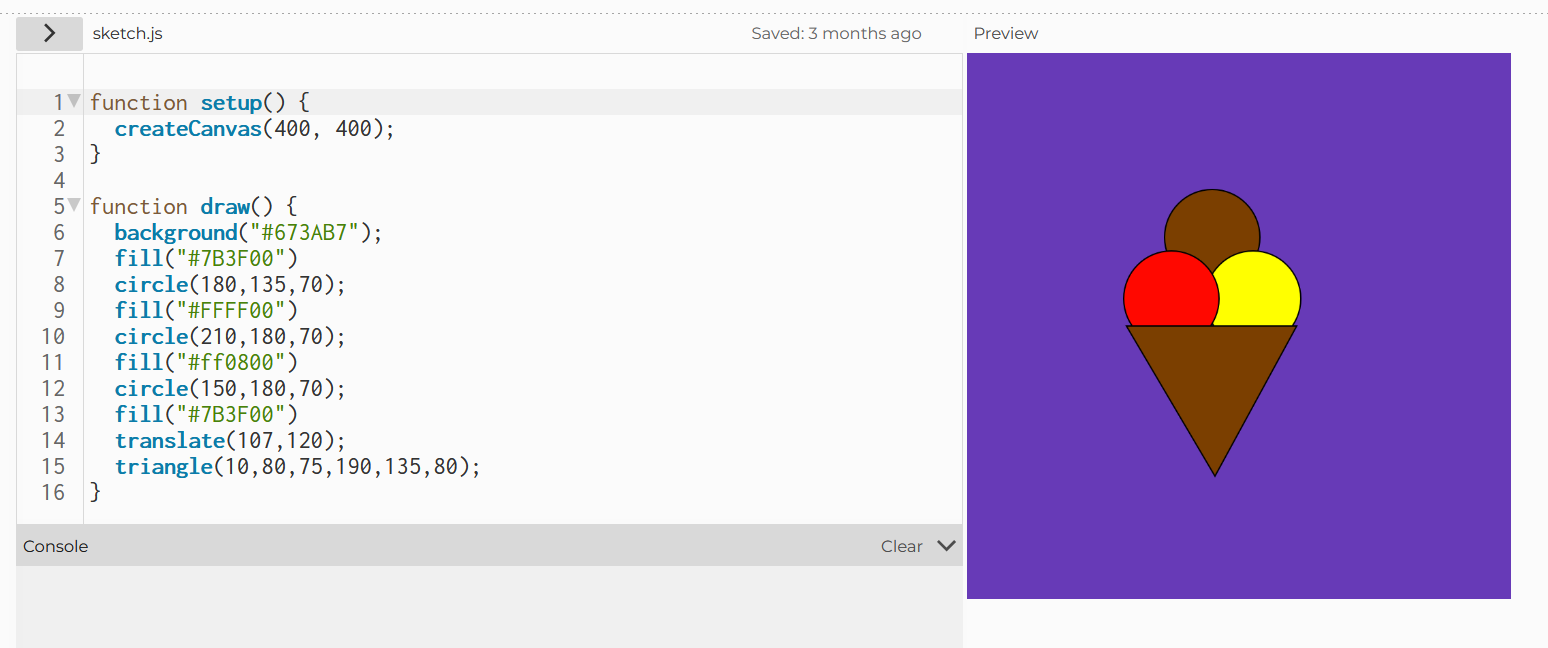 sketch.js Saved: 3 months ago Preview
1 function setup() {
2 createCanvas(400, 400);
3 }
4
5 function draw() {
6 background("#673AB7");
7 fill("#7B3F00")
8 circle(180,135,70);
9 fill("#FFFF00")
10 circle(210,180,70);
11 fill("#ff0800")
12 circle(150,180,70);
13 fill("#7B3F00")
14 translate(107,120);
15 triangle(10,80,75,190,135,80);
16 }
Console Clear